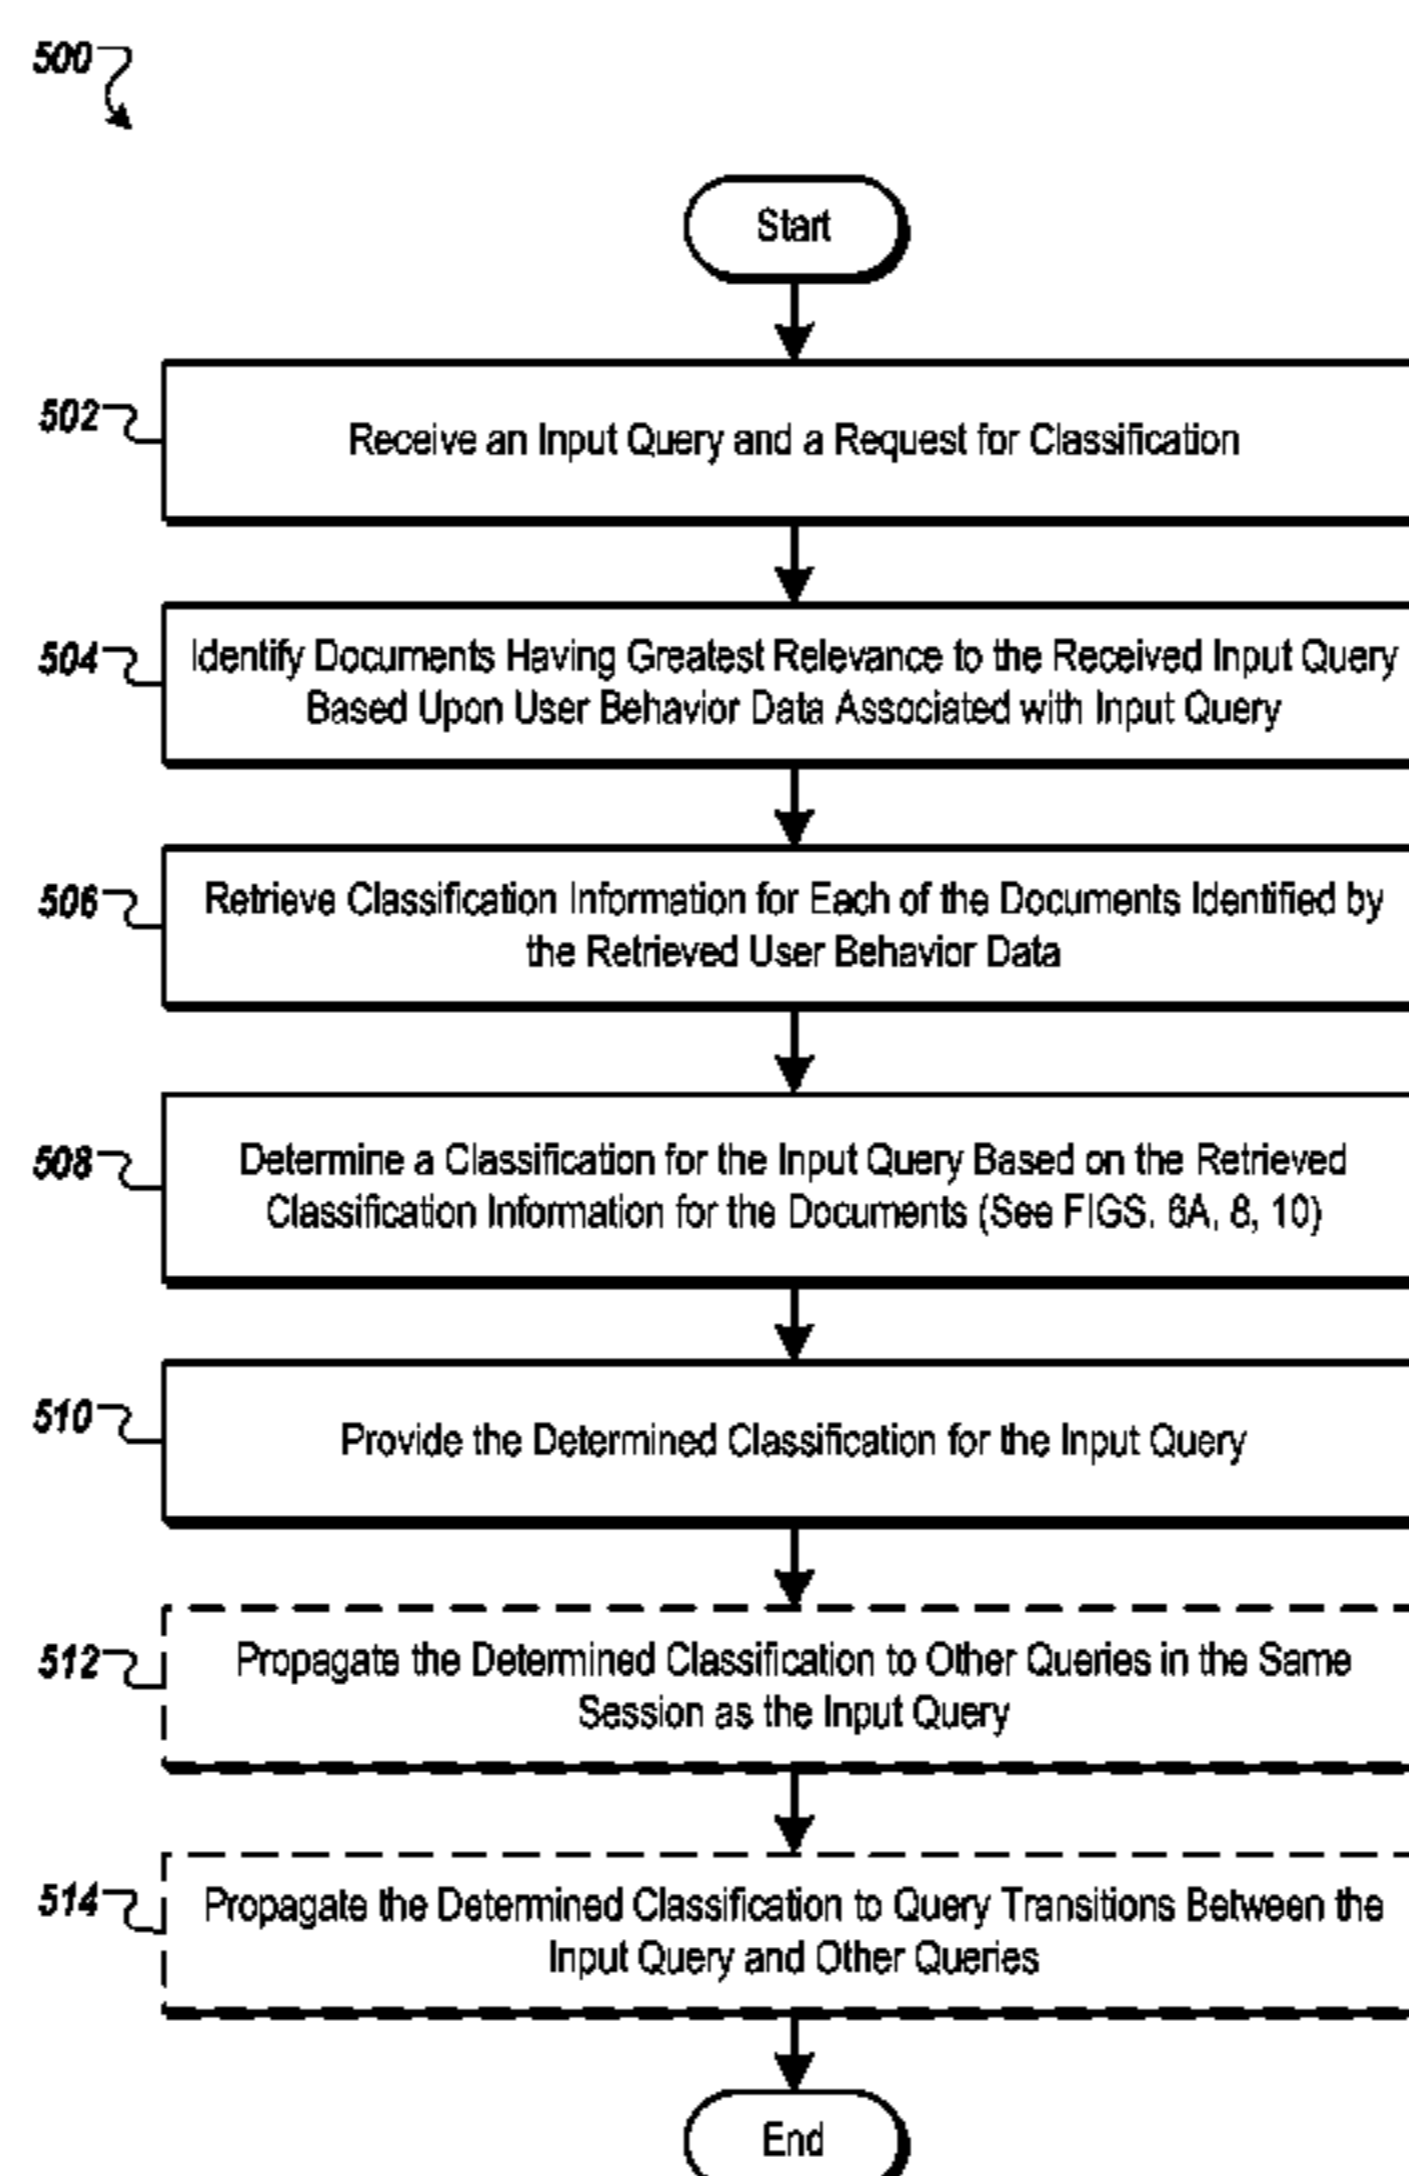 500
Start
502
Receive an Input Query and a Request for Classification
504
Identify Documents Having Greatest Relevance to the Received Input Query
Based Upon User Behavior Data Associated with Input Query
506
Retrieve Classification Information for Each of the Documents Identified by
the Retrieved User Behavior Data
508
Determine a Classification for the Input Query Based on the Retrieved
Classification Information for the Documents (See FIGS. 6A, 8, 10)
510
Provide the Determined Classification for the Input Query
512
Propagate the Determined Classification to Other Queries in the Same
Session as the Input Query
514
Propagate the Determined Classification to Query Transitions Between the
Input Query and Other Queries
End